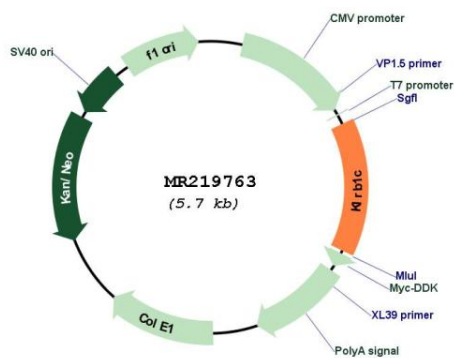 CMV promoter
VP1.5 primer
T7 promoter
SgfI
Klrb1c
MluI
Myc-DDK
XL39 primer
PolyA signal
Col E1
Kan/Neo
SV40 ori
f1 ori
MR219763
(5.7 kb)